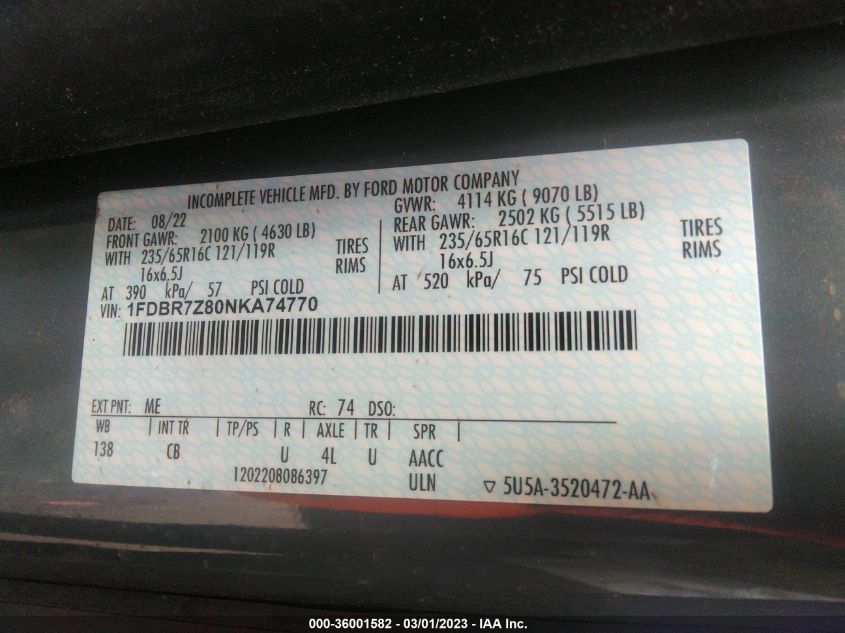 INCOMPLETE VEHICLE MFD. BY FORD MOTOR COMPANY
DATE: 08/22 GVWR: 4114 KG ( 9070 LB)
FRONT GAWR: 2100 KG ( 4630 LB) REAR GAWR: 2502 KG ( 5515 LB)
WITH 235/65R16C 121/119R TIRES WITH 235/65R16C 121/119R TIRES
16x6.5J RIMS 16x6.5J RIMS
AT 390 kPa/ 57 PSI COLD AT 520 kPa/ 75 PSI COLD
VIN: 1FDBR7Z80NKA74770
EXT PNT: ME RC: 74 DSO:
WB | INT TR | TP/PS | R | AXLE | TR | SPR |
138 CB U 4L U AACC
1202208086397 ULN ▽ 5U5A-3520472-AA
000-36001582 - 03/01/2023 - IAA Inc.